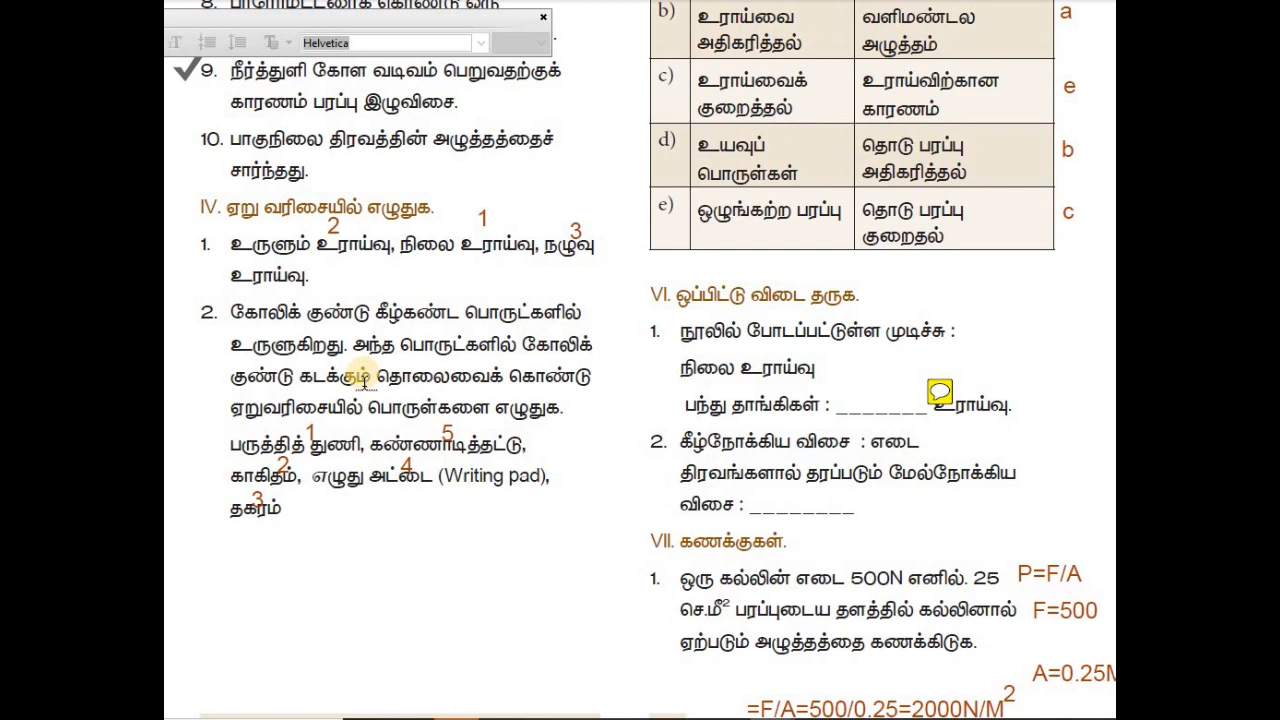 Helvetica
9. நீர்த்துளி கோள வடிவம் பெறுவதற்குக்
காரணம் பரப்பு இழுவிசை.
10. பாகுநிலை திரவத்தின் அழுத்தத்தைச்
சார்ந்தது.
IV. ஏறு வரிசையில் எழுதுக.
2 1 3
1. உருளும் உராய்வு, நிலை உராய்வு, நழுவு
உராய்வு.
2. கோலிக் குண்டு கீழ்கண்ட பொருட்களில்
உருளுகிறது. அந்த பொருட்களில் கோலிக்
குண்டு கடக்கும் தொலைவைக் கொண்டு
ஏறுவரிசையில் பொருள்களை எழுதுக.
1 5
பருத்தித் துணி, கண்ணாடித்தட்டு,
2 4
காகிதம், எழுது அட்டை (Writing pad),
3
தகரம்
b) உராய்வை வளிமண்டல a
அதிகரித்தல் அழுத்தம்
c) உராய்வைக் உராய்விற்கான e
குறைத்தல் காரணம்
d) உயவுப் தொடு பரப்பு b
பொருள்கள் அதிகரித்தல்
e) ஒழுங்கற்ற பரப்பு தொடு பரப்பு c
குறைதல்
VI. ஒப்பிட்டு விடை தருக.
1. நூலில் போடப்பட்டுள்ள முடிச்சு :
நிலை உராய்வு
பந்து தாங்கிகள் : _______ உராய்வு.
2. கீழ்நோக்கிய விசை : எடை
திரவங்களால் தரப்படும் மேல்நோக்கிய
விசை : ________
VII. கணக்குகள்.
1. ஒரு கல்லின் எடை 500N எனில். 25 P=F/A
செ.மீ² பரப்புடைய தளத்தில் கல்லினால் F=500
ஏற்படும் அழுத்தத்தை கணக்கிடுக.
A=0.25M
=F/A=500/0.25=2000N/M²